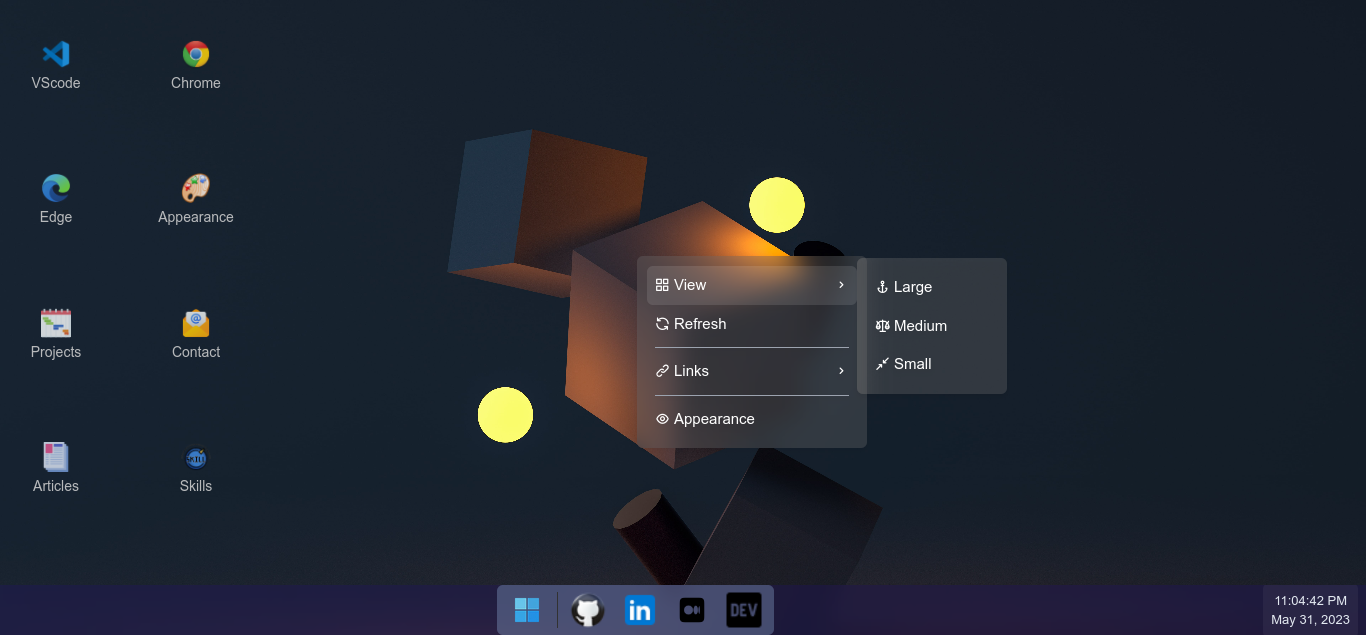 VScode
Chrome
Edge
Appearance
Projects
Contact
Articles
SKILL
Skills
View
Refresh
Links
Appearance
Large
Medium
Small
in
DEV
11:04:42 PM
May 31, 2023